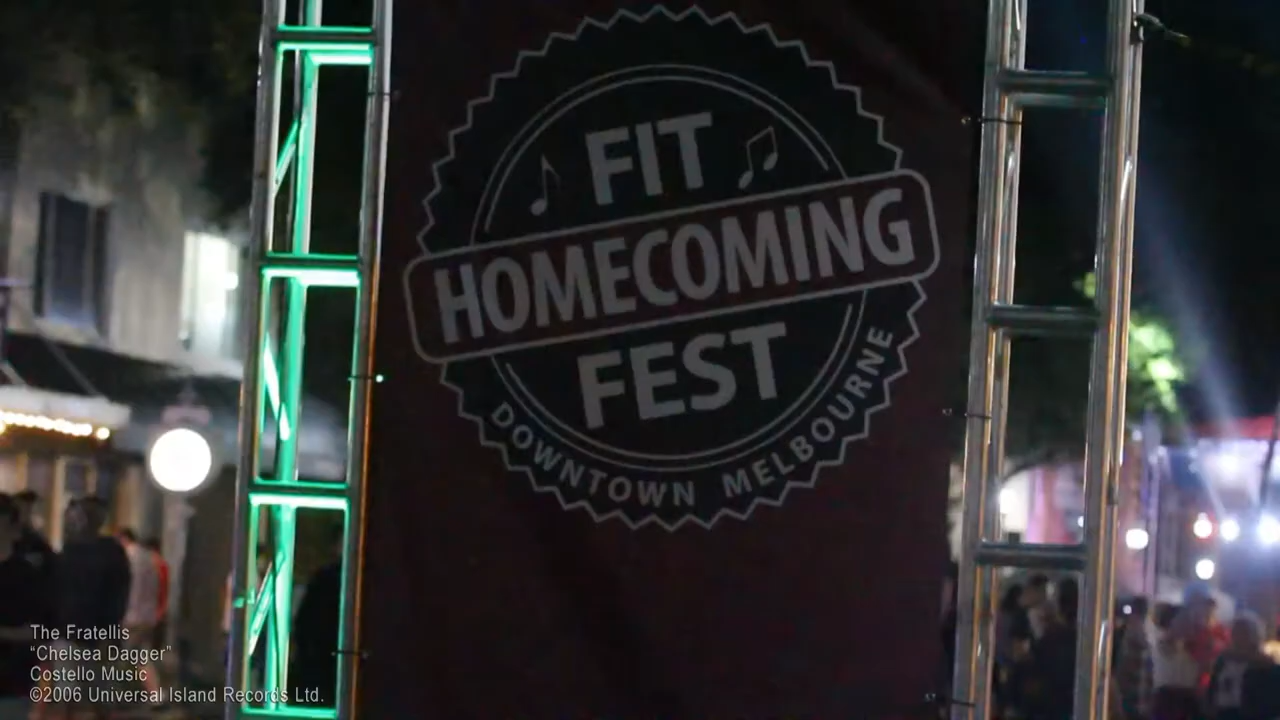 FIT
HOMECOMING
FEST
DOWNTOWN MELBOURNE
The Fratellis
“Chelsea Dagger”
Costello Music
©2006 Universal Island Records Ltd.